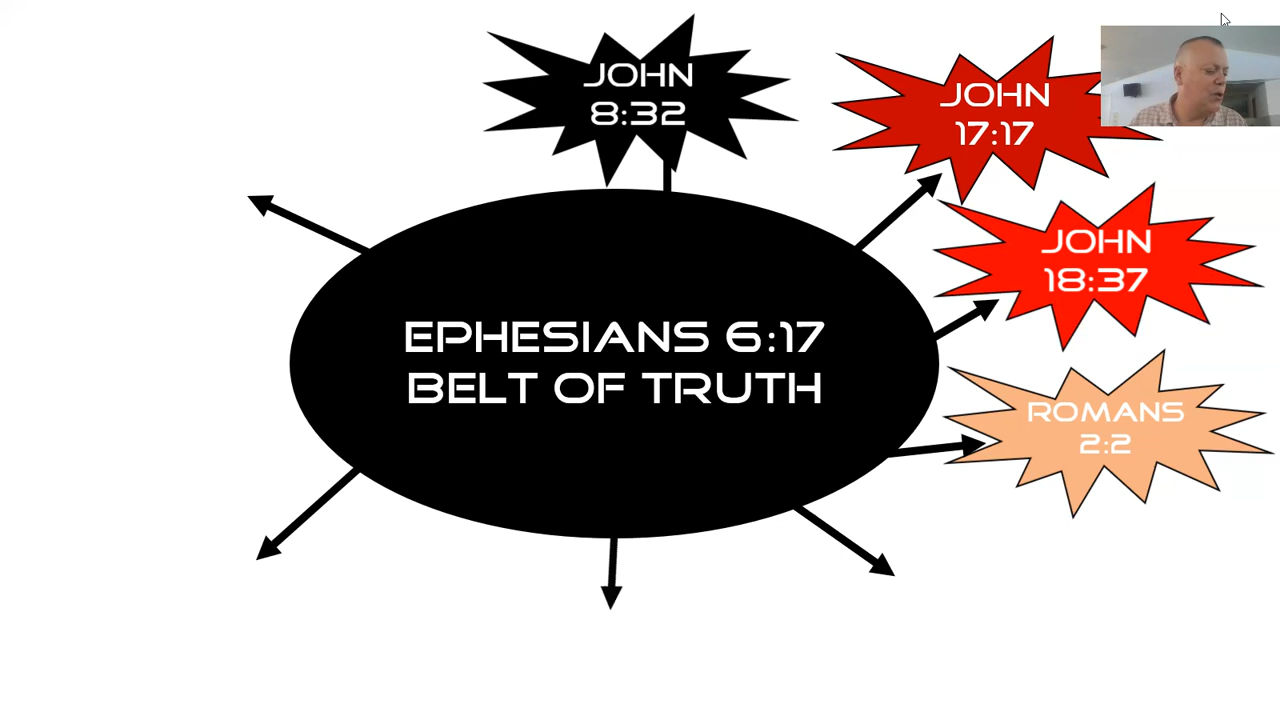 JOHN
8:32
JOHN
17:17
JOHN
18:37
EPHESIANS 6:17
BELT OF TRUTH
ROMANS
2:2